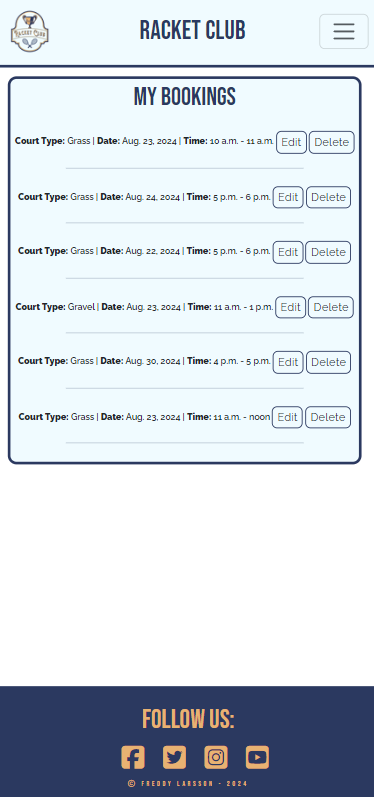 RACKET CLUB
RACKET CLUB
MY BOOKINGS
Court Type: Grass | Date: Aug. 23, 2024 | Time: 10 a.m. - 11 a.m. Edit Delete
Court Type: Grass | Date: Aug. 24, 2024 | Time: 5 p.m. - 6 p.m. Edit Delete
Court Type: Grass | Date: Aug. 22, 2024 | Time: 5 p.m. - 6 p.m. Edit Delete
Court Type: Gravel | Date: Aug. 23, 2024 | Time: 11 a.m. - 1 p.m. Edit Delete
Court Type: Grass | Date: Aug. 30, 2024 | Time: 4 p.m. - 5 p.m. Edit Delete
Court Type: Grass | Date: Aug. 23, 2024 | Time: 11 a.m. - noon Edit Delete
FOLLOW US:
© FREDDY LARSSON - 2024